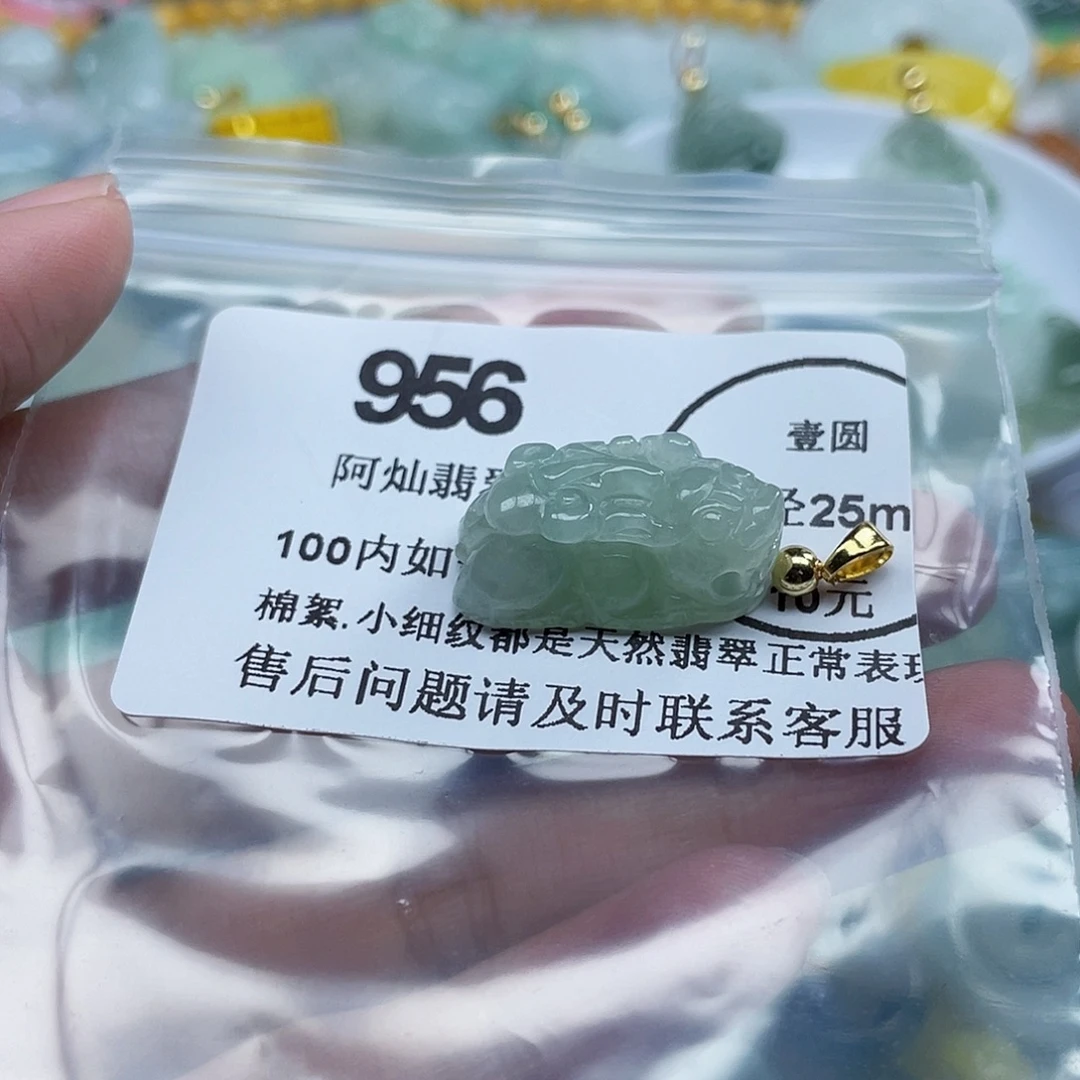 956
阿灿翡
100内如
棉絮.小细纹都是天然翡翠正常表
售后问题请及时联系客服
壹圆
径25m
10元